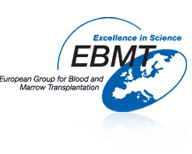 Excellence in Science
EBMT
European Group for Blood and
Marrow Transplantation